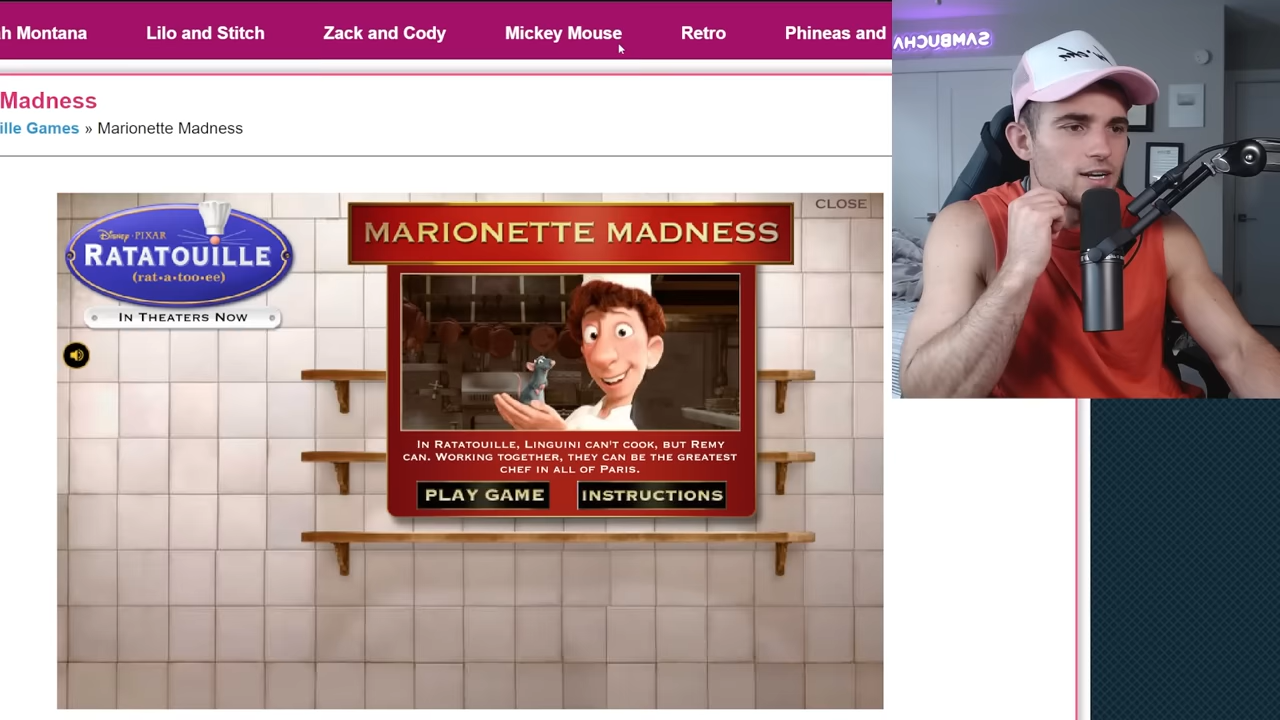 h Montana
Lilo and Stitch
Zack and Cody
Mickey Mouse
Retro
Phineas and
SAMBUCHA
Madness
ille Games » Marionette Madness
CLOSE
Disney · PIXAR
RATATOUILLE
(rat•a•too•ee)
IN THEATERS NOW
MARIONETTE MADNESS
IN RATATOUILLE, LINGUINI CAN'T COOK, BUT REMY
CAN. WORKING TOGETHER, THEY CAN BE THE GREATEST
CHEF IN ALL OF PARIS.
PLAY GAME
INSTRUCTIONS